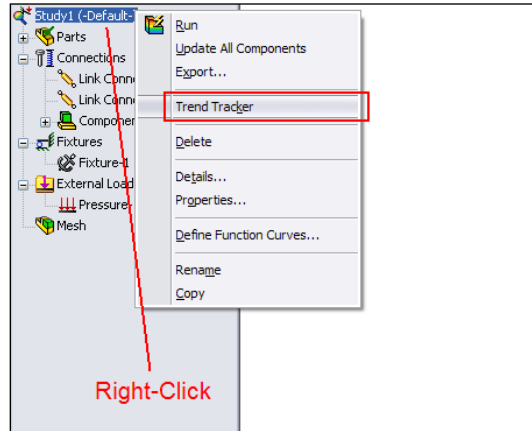 Study1 (-Default-
Parts
Connections
Link Conn
Link Conn
Componen
Fixtures
Fixture-1
External Load
Pressure-
Mesh
Run
Update All Components
Export...
Trend Tracker
Delete
Details...
Properties...
Define Function Curves...
Rename
Copy
Right-Click